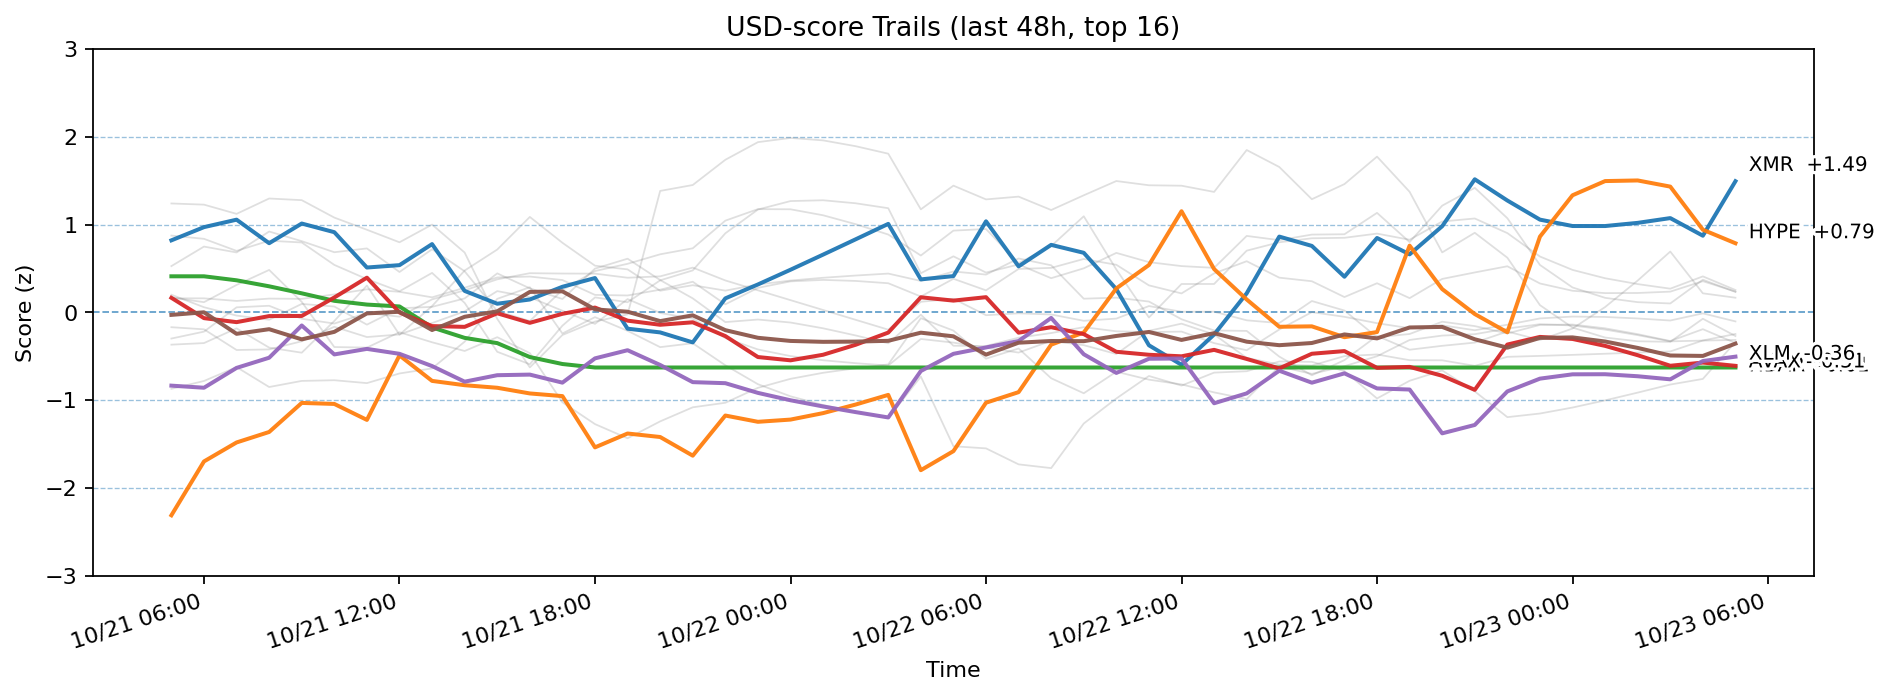 USD-score Trails (last 48h, top 16)
3
2
1
0
−1
−2
−3
Score (z)
XMR +1.49
HYPE +0.79
XLM -0.36
10/21 06:00
10/21 12:00
10/21 18:00
10/22 00:00
10/22 06:00
10/22 12:00
10/22 18:00
10/23 00:00
10/23 06:00
Time